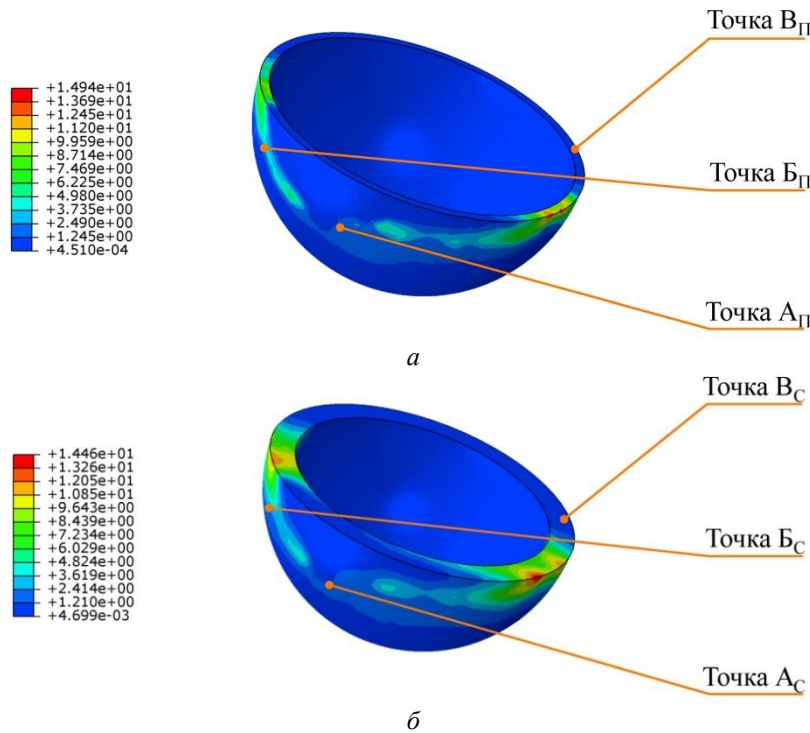 Точка В_П
+1.494e+01
+1.369e+01
+1.245e+01
+1.120e+01
+9.959e+00
+8.714e+00
+7.469e+00
+6.225e+00
+4.980e+00
+3.735e+00
+2.490e+00
+1.245e+00
+4.510e-04
Точка Б_П
Точка А_П
а
Точка В_С
+1.446e+01
+1.326e+01
+1.205e+01
+1.085e+01
+9.643e+00
+8.439e+00
+7.234e+00
+6.029e+00
+4.824e+00
+3.619e+00
+2.414e+00
+1.210e+00
+4.699e-03
Точка Б_С
Точка А_С
б